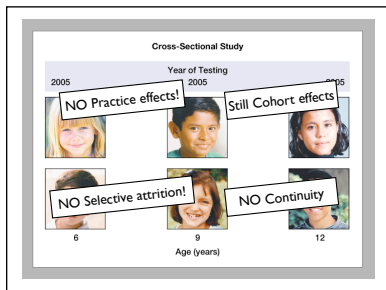 Cross-Sectional Study
Year of Testing
2005 2005 2005
NO Practice effects! Still Cohort effects
NO Selective attrition! NO Continuity
6 9 12
Age (years)